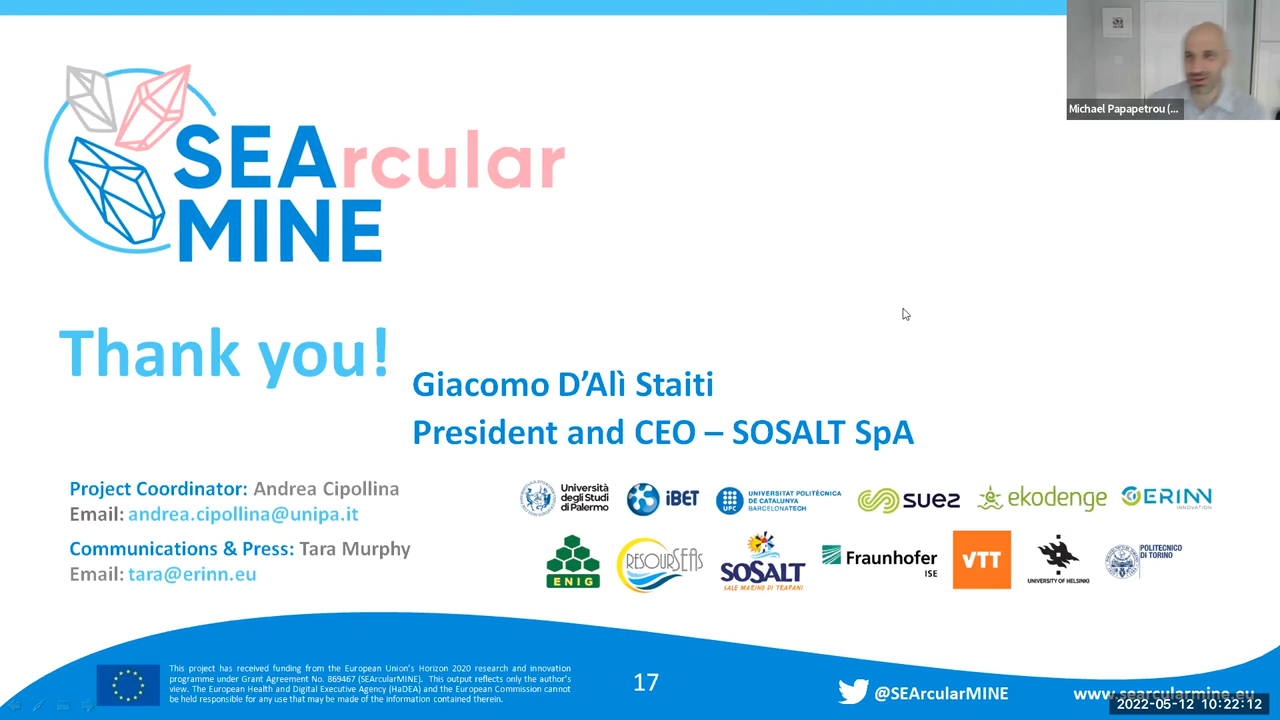 Michael Papapetrou (...
SEArcular
MINE
Thank you!
Giacomo D'Alì Staiti
President and CEO – SOSALT SpA
Project Coordinator: Andrea Cipollina
Email: andrea.cipollina@unipa.it
Communications & Press: Tara Murphy
Email: tara@erinn.eu
Università
degli Studi
di Palermo
iBET
UPC
UNIVERSITAT POLITÈCNICA
DE CATALUNYA
BARCELONATECH
suez
ekodenge
ERINN
INNOVATION
ENIG
RESOURSEAS
SOSALT
SALE MARINO DI TRAPANI
Fraunhofer
ISE
VTT
UNIVERSITY OF HELSINKI
POLITECNICO
DI TORINO
This project has received funding from the European Union's Horizon 2020 research and innovation
programme under Grant Agreement No. 869467 (SEArcularMINE). This output reflects only the author's
view. The European Health and Digital Executive Agency (HaDEA) and the European Commission cannot
be held responsible for any use that may be made of the information contained therein.
17
@SEArcularMINE
www.searcularmine.eu
2022-05-12 10:22:12